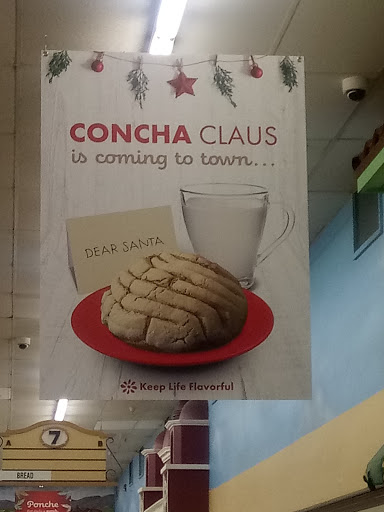 CONCHA CLAUS
is coming to town...
DEAR SANTA
Keep Life Flavorful
A 7 B
BREAD
Ponche